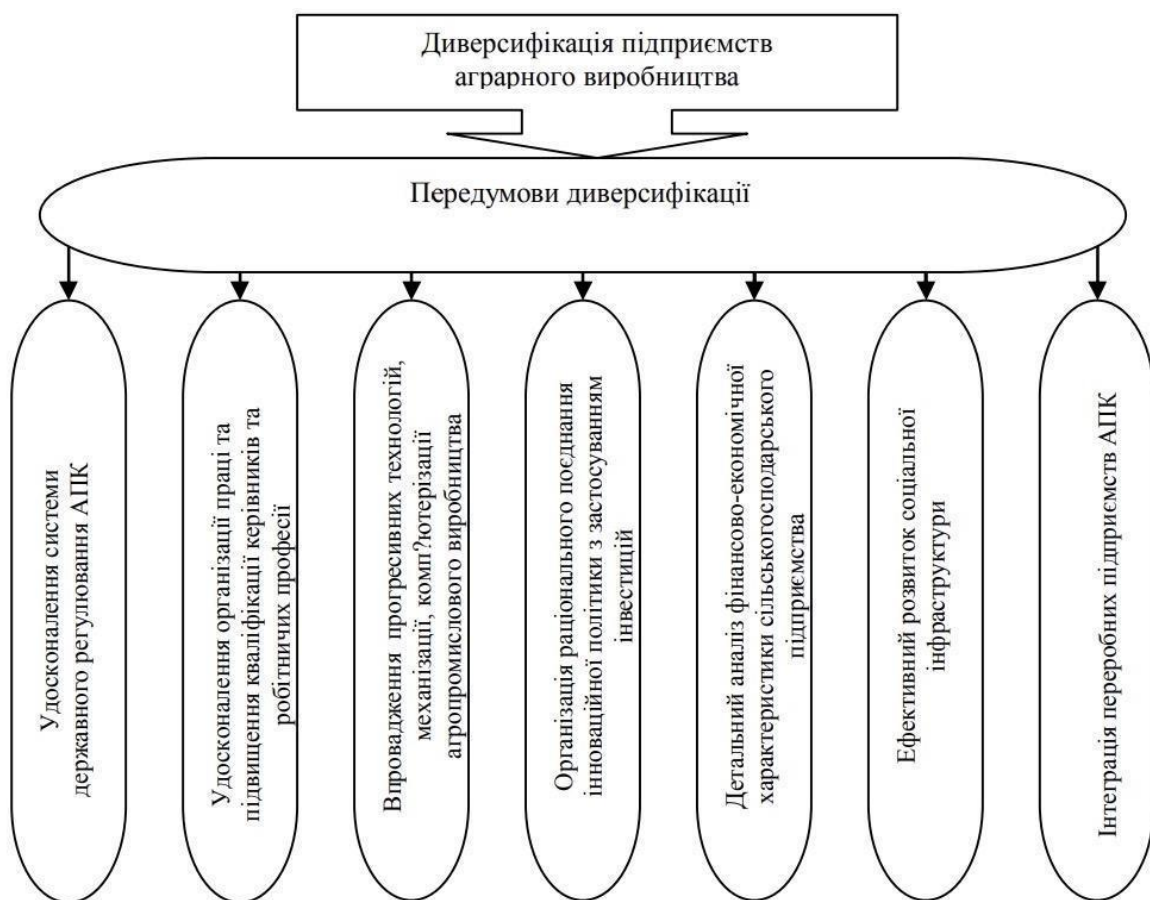 Диверсифікація підприємств
аграрного виробництва
Передумови диверсифікації
Удосконалення системи
державного регулювання АПК
Удосконалення організації праці та
підвищення кваліфікації керівників та
робітничих професії
Впровадження прогресивних технологій,
механізації, комп?ютерізації
агропромислового виробництва
Організація раціонального поєднання
інноваційної політики з застосуванням
інвестицій
Детальний аналіз фінансово-економічної
характеристики сільськогосподарського
підприємства
Ефективний розвиток соціальної
інфраструктури
Інтеграція переробних підприємств АПК